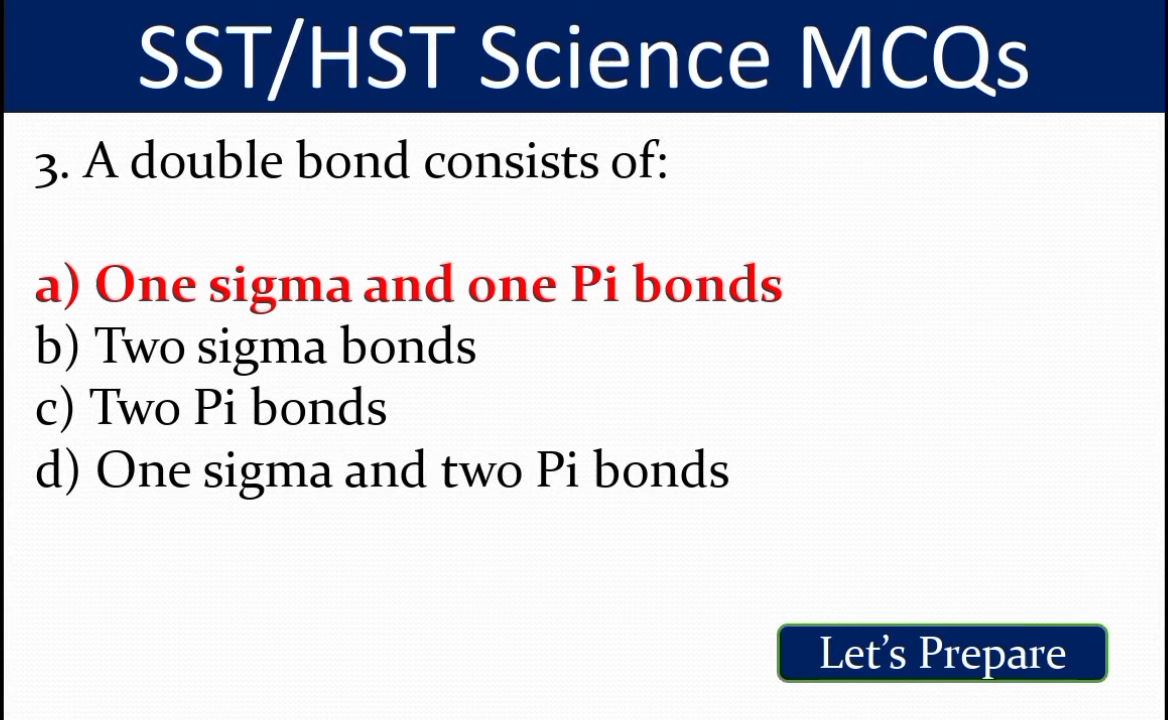 SST/HST Science MCQs
3. A double bond consists of:
a) One sigma and one Pi bonds
b) Two sigma bonds
c) Two Pi bonds
d) One sigma and two Pi bonds
Let’s Prepare